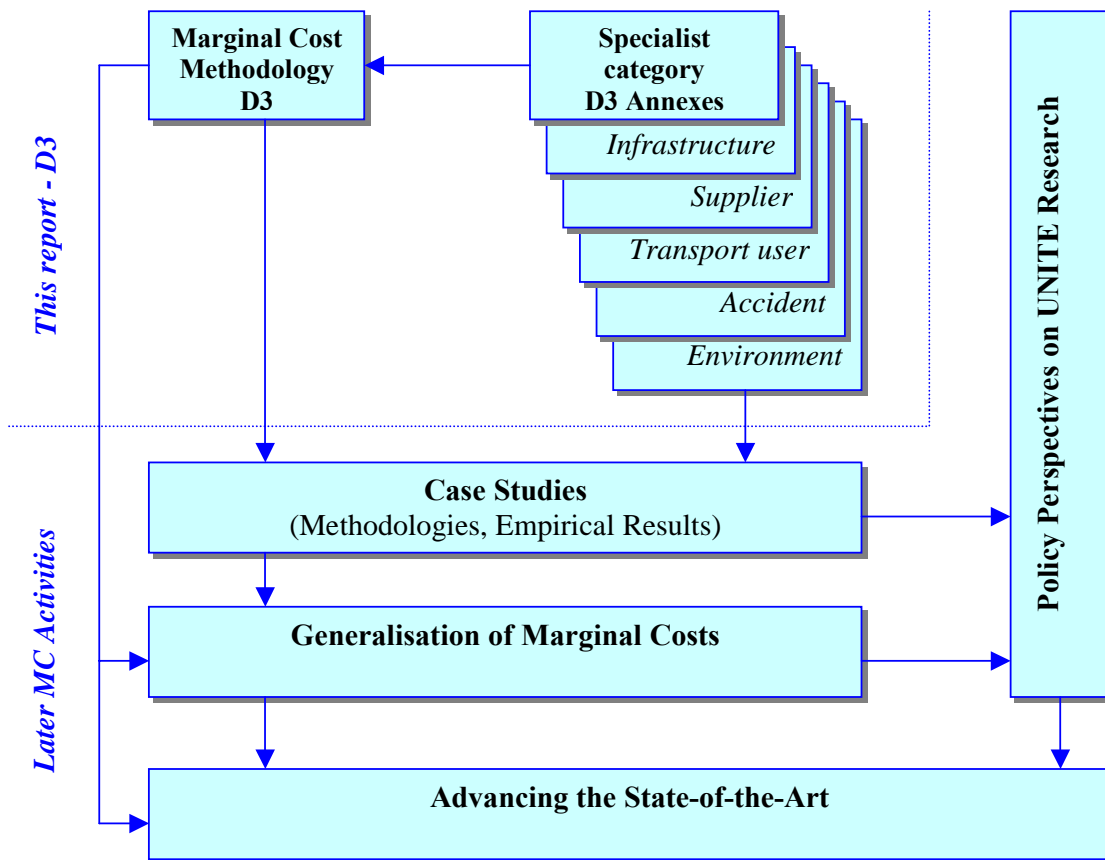 Marginal Cost
Methodology
D3
Specialist
category
D3 Annexes
Infrastructure
Supplier
Transport user
Accident
Environment
This report - D3
Policy Perspectives on UNITE Research
Case Studies
(Methodologies, Empirical Results)
Generalisation of Marginal Costs
Later MC Activities
Advancing the State-of-the-Art